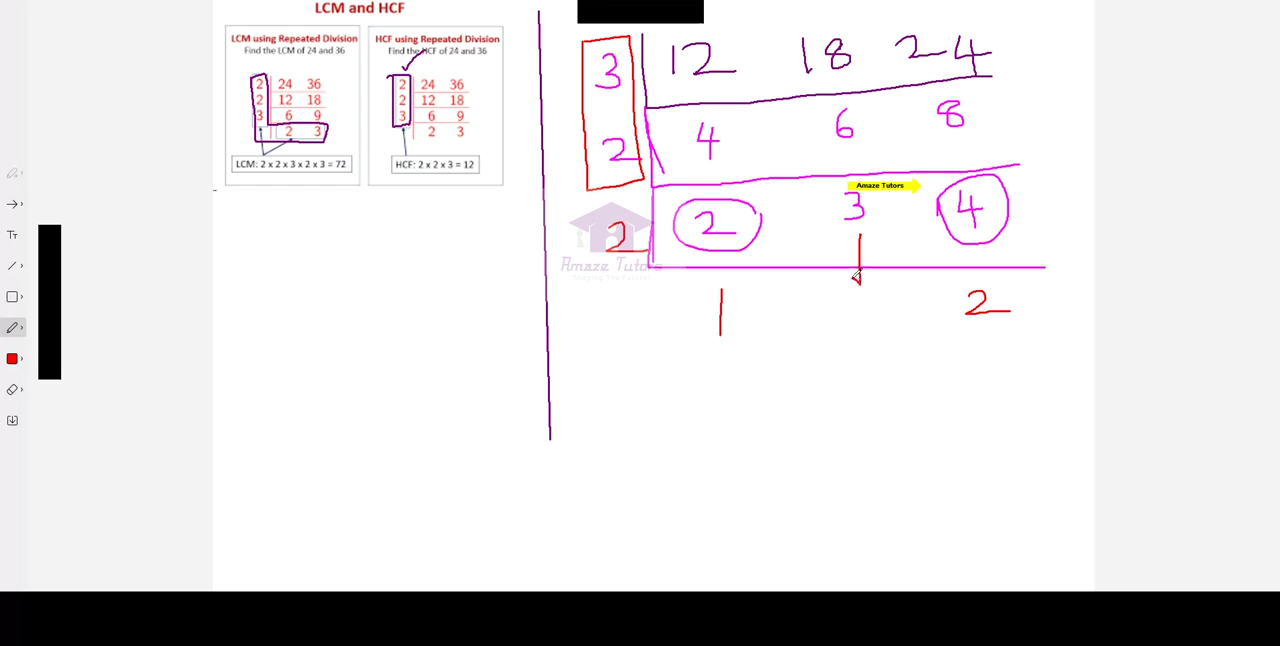 LCM and HCF
LCM using Repeated Division
Find the LCM of 24 and 36
2 24 36
2 12 18
3 6 9
2 3
LCM: 2 x 2 x 3 x 2 x 3 = 72
HCF using Repeated Division
Find the HCF of 24 and 36
2 24 36
2 12 18
3 6 9
2 3
HCF: 2 x 2 x 3 = 12
3 12 18 24
2 4 6 8
Amaze Tutors
2 2 3 4
Amaze Tutors
1 2
Tт